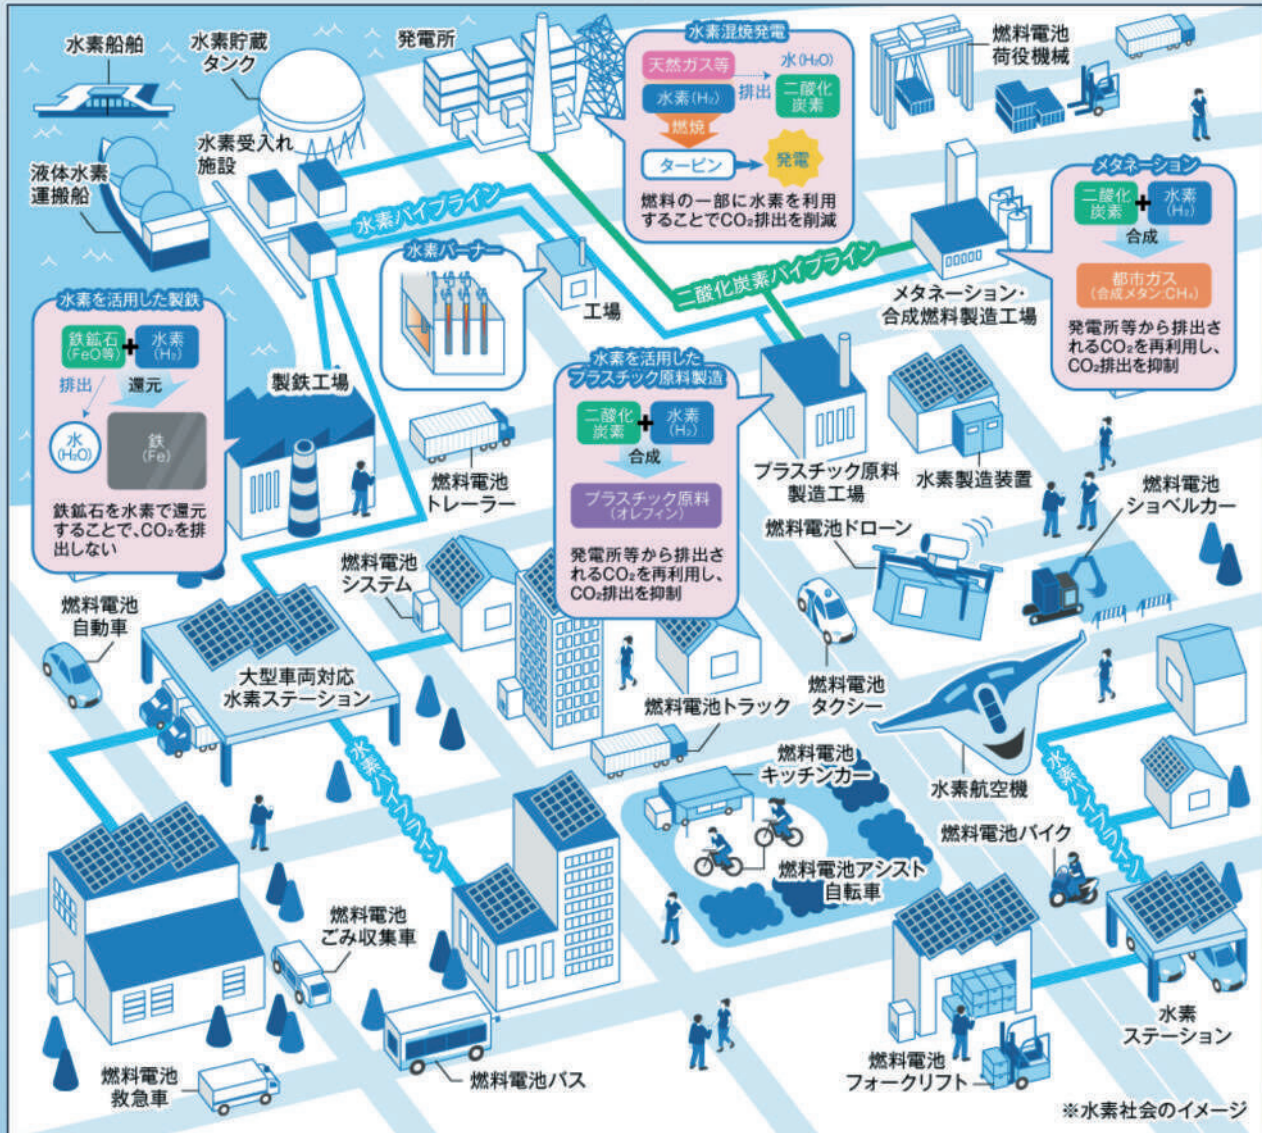 水素船舶
水素貯蔵
タンク
発電所
水素混焼発電
天然ガス等
水素(H₂)
排出
水(H₂O)
二酸化
炭素
燃焼
タービン
発電
燃料の一部に水素を利用
することでCO₂排出を削減
燃料電池
荷役機械
液体水素
運搬船
水素受入れ
施設
水素パイプライン
水素バーナー
工場
二酸化炭素パイプライン
メタネーション・
合成燃料製造工場
メタネーション
二酸化
炭素
+
水素
(H₂)
合成
都市ガス
(合成メタン:CH₄)
発電所等から排出さ
れるCO₂を再利用し、
CO₂排出を抑制
水素を活用した製鉄
鉄鉱石
(FeO等)
+
水素
(H₂)
排出
還元
水
(H₂O)
鉄
(Fe)
鉄鉱石を水素で還元
することで、CO₂を排
出しない
製鉄工場
燃料電池
トレーラー
水素を活用した
プラスチック原料製造
二酸化
炭素
+
水素
(H₂)
合成
プラスチック原料
(オレフィン)
発電所等から排出さ
れるCO₂を再利用し、
CO₂排出を抑制
プラスチック原料
製造工場
水素製造装置
燃料電池
ショベルカー
燃料電池ドローン
燃料電池
システム
燃料電池
自動車
大型車両対応
水素ステーション
燃料電池
タクシー
燃料電池トラック
燃料電池
キッチンカー
水素航空機
水素パイプライン
水素パイプライン
燃料電池バイク
燃料電池アシスト
自転車
燃料電池
ごみ収集車
燃料電池
救急車
燃料電池バス
燃料電池
フォークリフト
水素
ステーション
※水素社会のイメージ